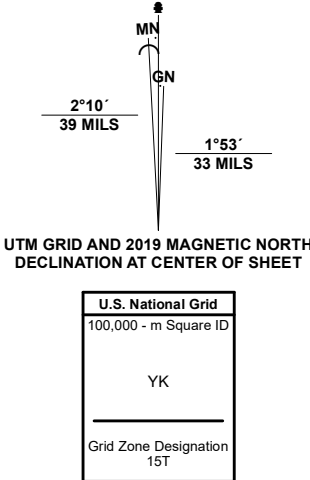 MN
GN
2°10´
39 MILS
1°53´
33 MILS
UTM GRID AND 2019 MAGNETIC NORTH
DECLINATION AT CENTER OF SHEET
U.S. National Grid
100,000 - m Square ID
YK
Grid Zone Designation
15T